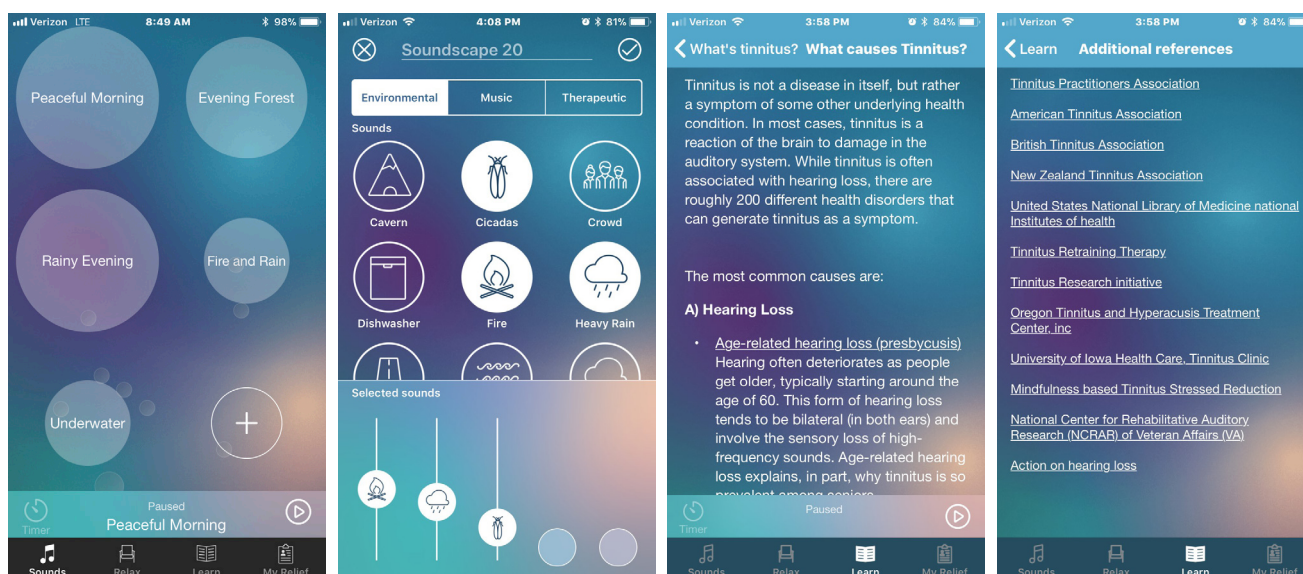 Verizon LTE 8:49 AM 98%
Peaceful Morning
Evening Forest
Rainy Evening
Fire and Rain
Underwater
Paused
Timer
Peaceful Morning
Sounds Relax Learn My Relief
Verizon 4:08 PM 81%
Soundscape 20
Environmental Music Therapeutic
Sounds
Cavern Cicadas Crowd
Dishwasher Fire Heavy Rain
Selected sounds
Verizon 3:58 PM 84%
What's tinnitus? What causes Tinnitus?
Tinnitus is not a disease in itself, but rather
a symptom of some other underlying health
condition. In most cases, tinnitus is a
reaction of the brain to damage in the
auditory system. While tinnitus is often
associated with hearing loss, there are
roughly 200 different health disorders that
can generate tinnitus as a symptom.
The most common causes are:
A) Hearing Loss
• Age-related hearing loss (presbycusis)
Hearing often deteriorates as people
get older, typically starting around the
age of 60. This form of hearing loss
tends to be bilateral (in both ears) and
involve the sensory loss of high-
frequency sounds. Age-related hearing
loss explains, in part, why tinnitus is so
prevalent among seniors
Paused
Timer
Sounds Relax Learn My Relief
Verizon 3:58 PM 84%
Learn Additional references
Tinnitus Practitioners Association
American Tinnitus Association
British Tinnitus Association
New Zealand Tinnitus Association
United States National Library of Medicine national
Institutes of health
Tinnitus Retraining Therapy
Tinnitus Research initiative
Oregon Tinnitus and Hyperacusis Treatment
Center, inc
University of Iowa Health Care, Tinnitus Clinic
Mindfulness based Tinnitus Stressed Reduction
National Center for Rehabilitative Auditory
Research (NCRAR) of Veteran Affairs (VA)
Action on hearing loss
Sounds Relax Learn My Relief